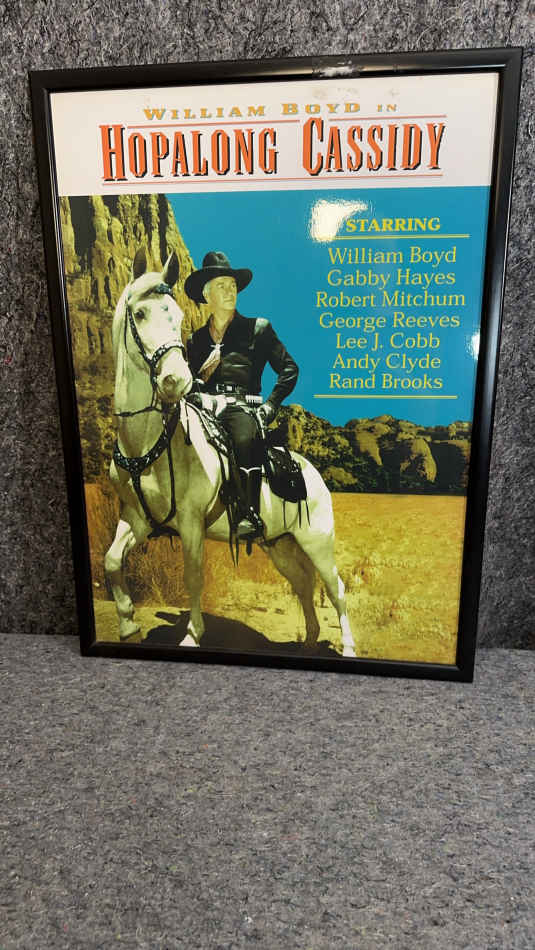 WILLIAM BOYD IN
HOPALONG CASSIDY
STARRING
William Boyd
Gabby Hayes
Robert Mitchum
George Reeves
Lee J. Cobb
Andy Clyde
Rand Brooks